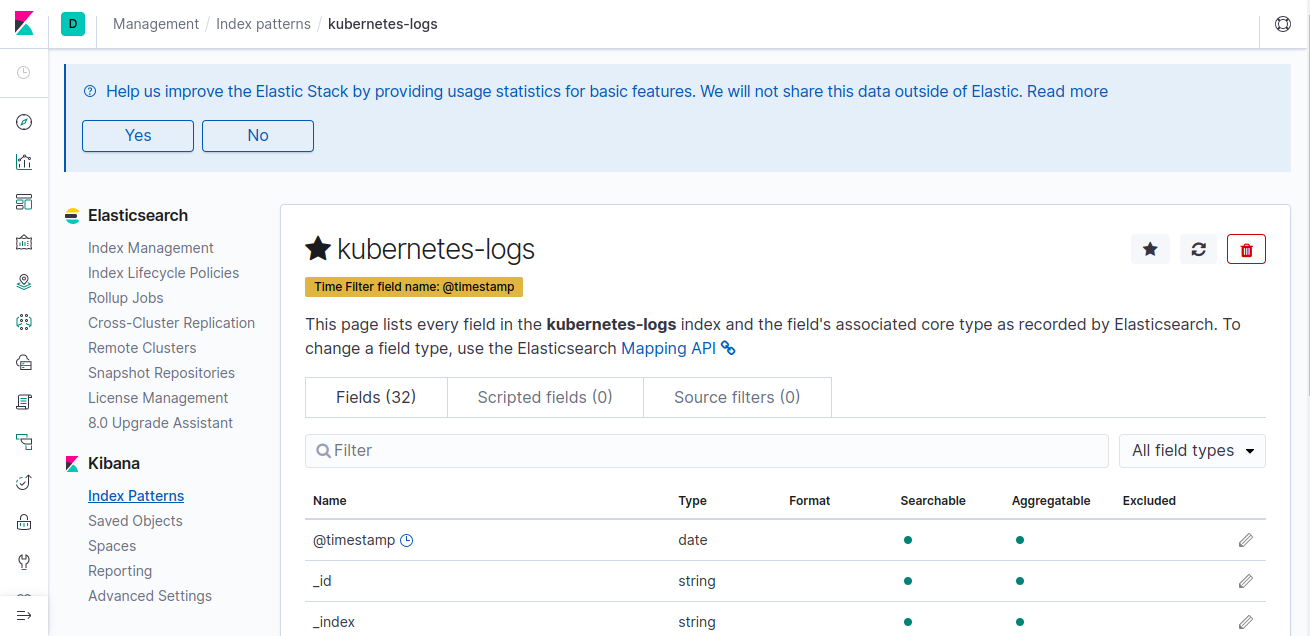 D Management / Index patterns / kubernetes-logs
Help us improve the Elastic Stack by providing usage statistics for basic features. We will not share this data outside of Elastic. Read more
Yes No
Elasticsearch
Index Management
Index Lifecycle Policies
Rollup Jobs
Cross-Cluster Replication
Remote Clusters
Snapshot Repositories
License Management
8.0 Upgrade Assistant
Kibana
Index Patterns
Saved Objects
Spaces
Reporting
Advanced Settings
kubernetes-logs
Time Filter field name: @timestamp
This page lists every field in the kubernetes-logs index and the field's associated core type as recorded by Elasticsearch. To
change a field type, use the Elasticsearch Mapping API
Fields (32) Scripted fields (0) Source filters (0)
Filter All field types
Name Type Format Searchable Aggregatable Excluded
@timestamp date
_id string
_index string